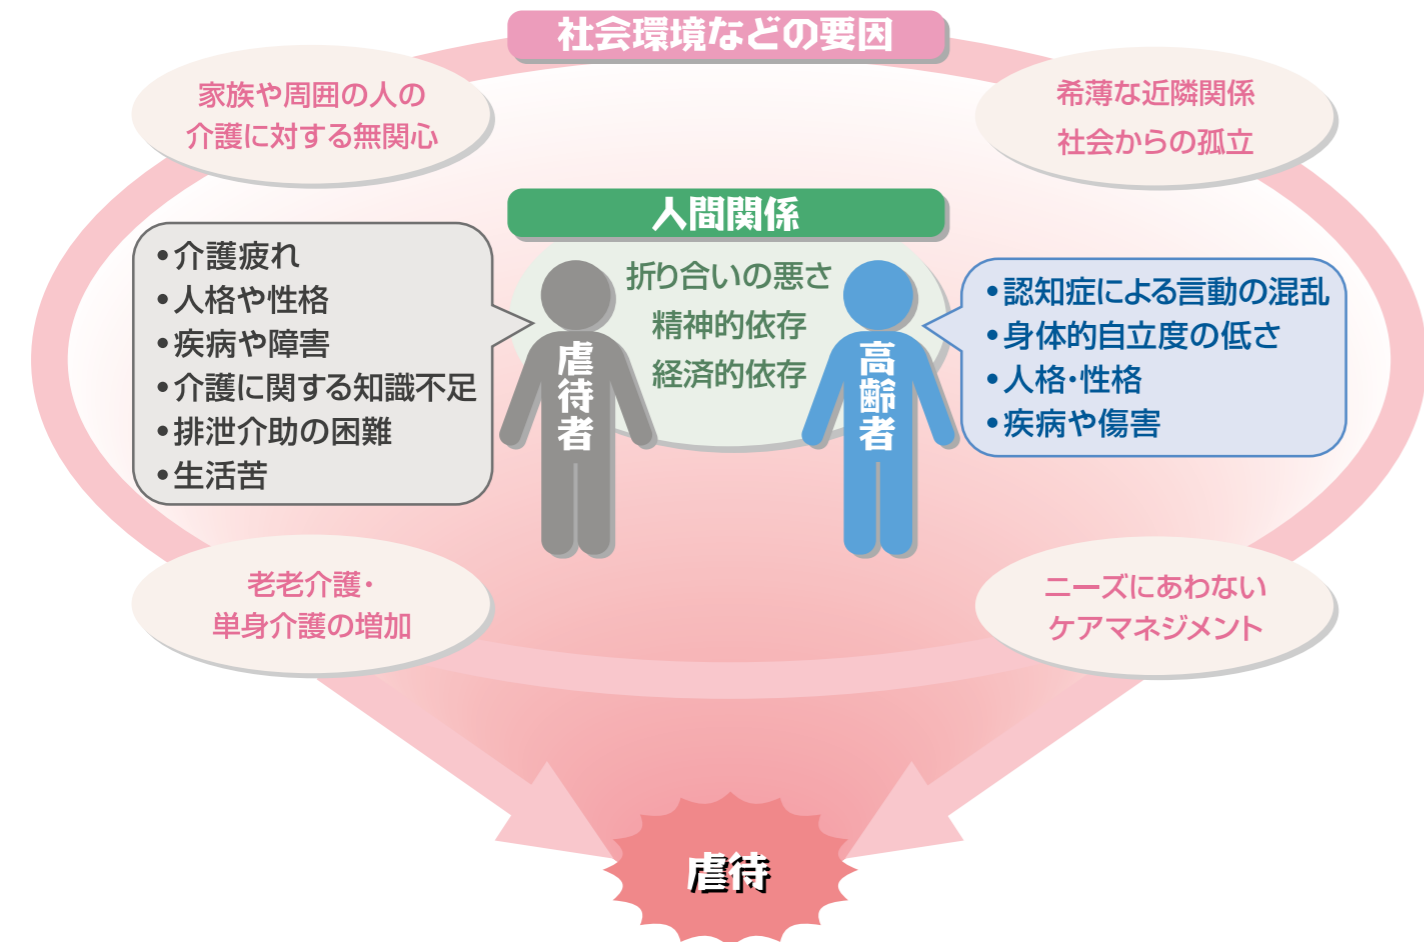 社会環境などの要因
家族や周囲の人の
介護に対する無関心
希薄な近隣関係
社会からの孤立
人間関係
折り合いの悪さ
精神的依存
経済的依存
•介護疲れ
•人格や性格
•疾病や障害
•介護に関する知識不足
•排泄介助の困難
•生活苦
虐待者
高齢者
•認知症による言動の混乱
•身体的自立度の低さ
•人格・性格
•疾病や傷害
老老介護・
単身介護の増加
ニーズにあわない
ケアマネジメント
虐待